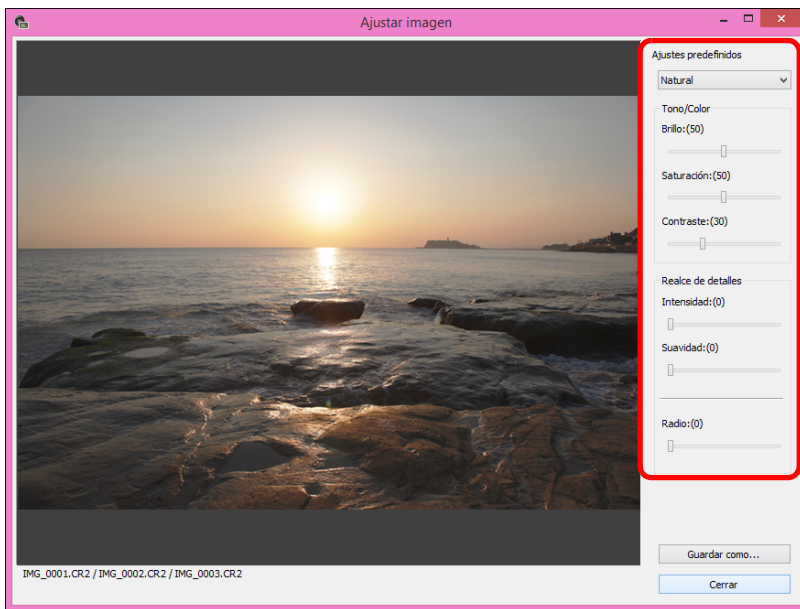 Ajustar imagen
Ajustes predefinidos
Natural
Tono/Color
Brillo:(50)
Saturación:(50)
Contraste:(30)
Realce de detalles
Intensidad:(0)
Suavidad:(0)
Radio:(0)
Guardar como...
Cerrar
IMG_0001.CR2 / IMG_0002.CR2 / IMG_0003.CR2